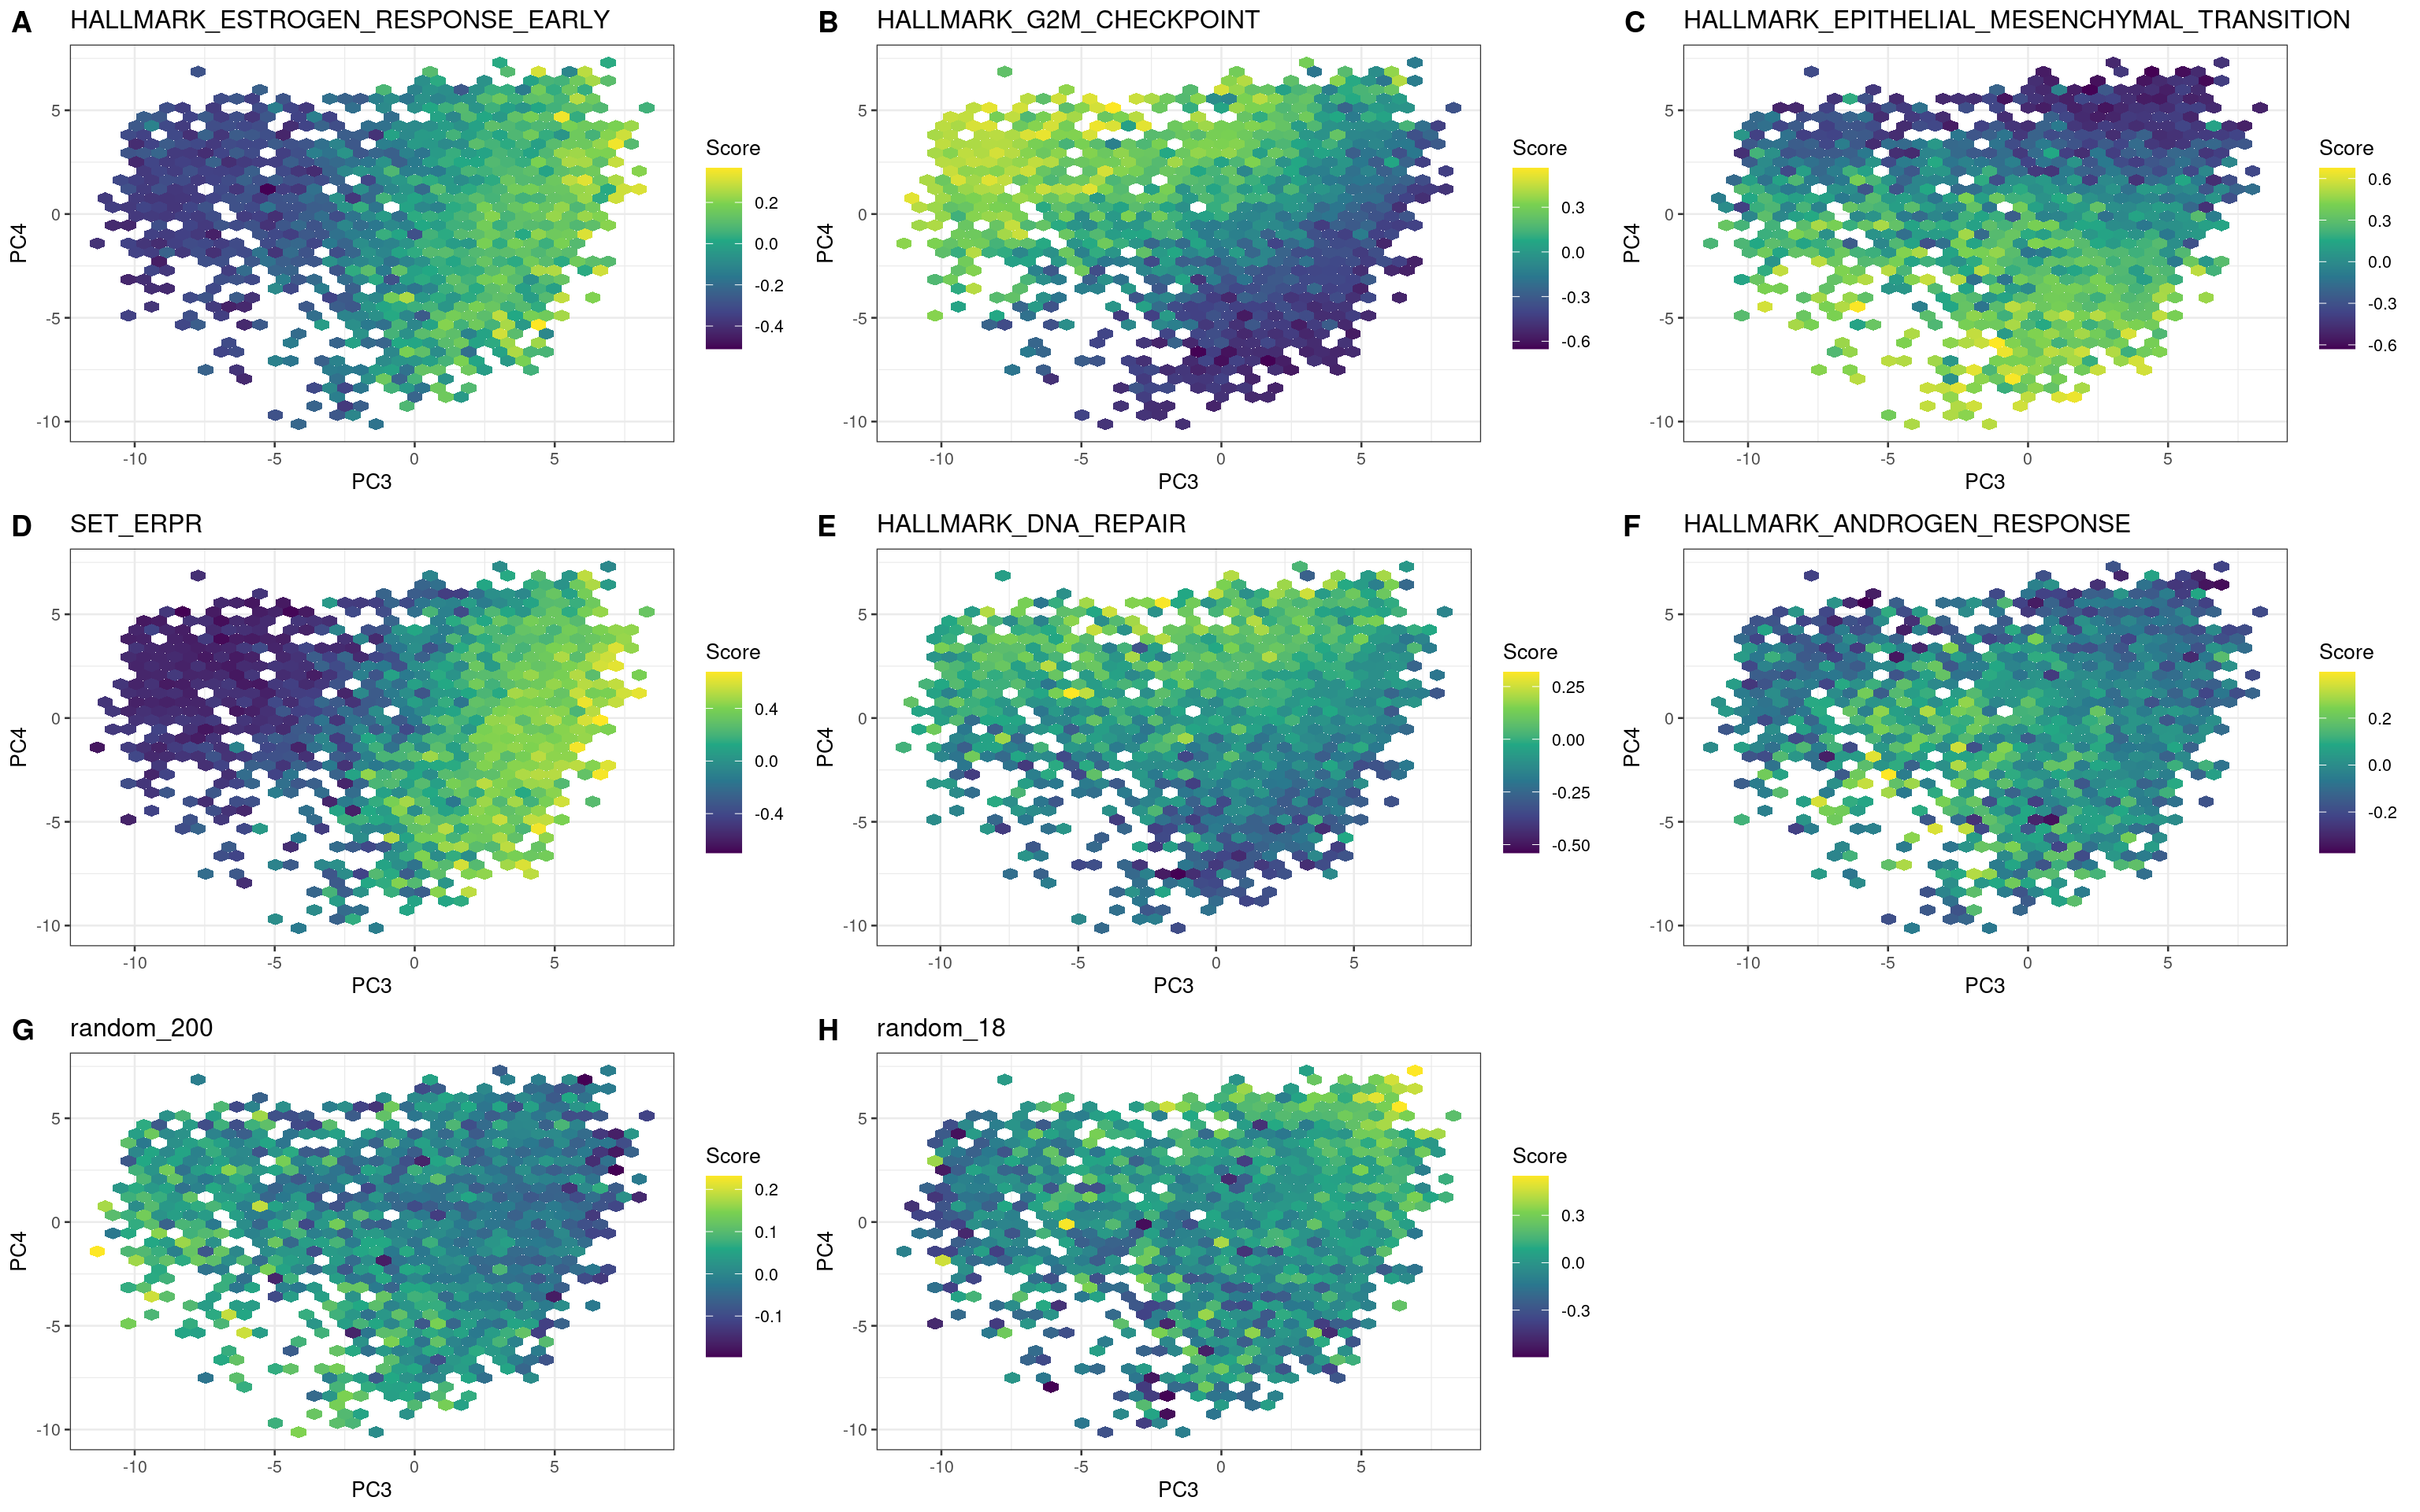 A HALLMARK_ESTROGEN_RESPONSE_EARLY
5
0
-5
-10
PC4
-10 -5 0 5
PC3
Score
0.2
0.0
-0.2
-0.4
B HALLMARK_G2M_CHECKPOINT
5
0
-5
-10
PC4
-10 -5 0 5
PC3
Score
0.3
0.0
-0.3
-0.6
C HALLMARK_EPITHELIAL_MESENCHYMAL_TRANSITION
5
0
-5
-10
PC4
-10 -5 0 5
PC3
Score
0.6
0.3
0.0
-0.3
-0.6
D SET_ERPR
5
0
-5
-10
PC4
-10 -5 0 5
PC3
Score
0.4
0.0
-0.4
E HALLMARK_DNA_REPAIR
5
0
-5
-10
PC4
-10 -5 0 5
PC3
Score
0.25
0.00
-0.25
-0.50
F HALLMARK_ANDROGEN_RESPONSE
5
0
-5
-10
PC4
-10 -5 0 5
PC3
Score
0.2
0.0
-0.2
G random_200
5
0
-5
-10
PC4
-10 -5 0 5
PC3
Score
0.2
0.1
0.0
-0.1
H random_18
5
0
-5
-10
PC4
-10 -5 0 5
PC3
Score
0.3
0.0
-0.3